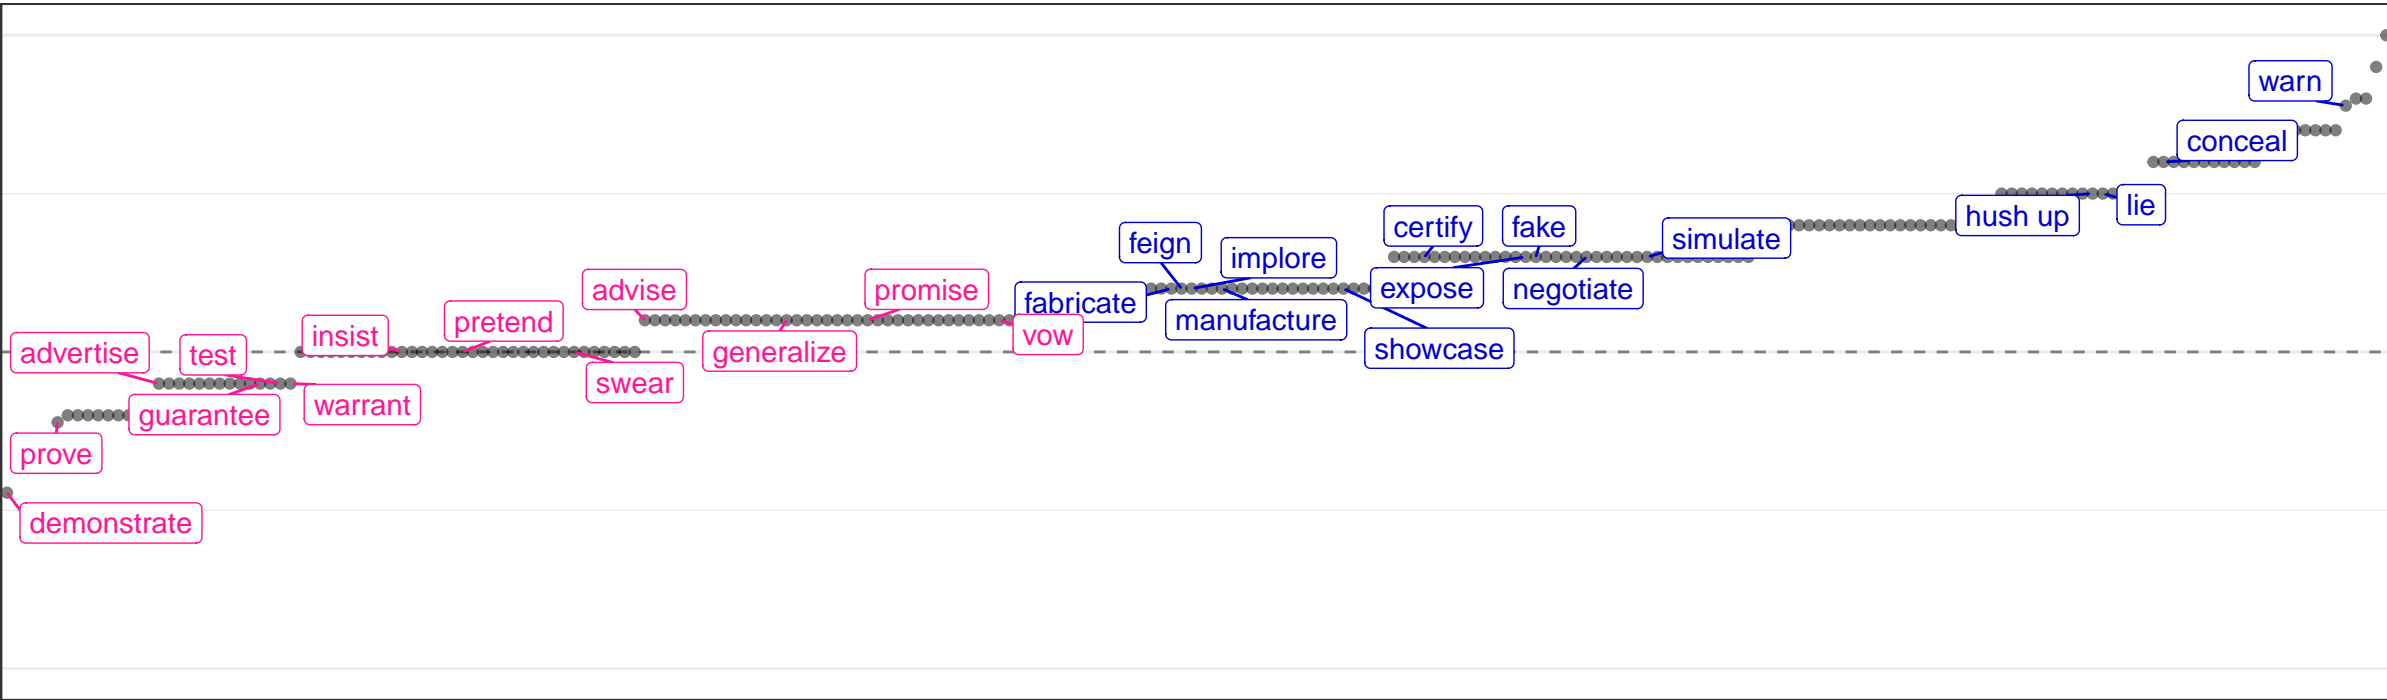 warn
conceal
lie
hush up
certify
fake
simulate
feign
implore
expose
negotiate
fabricate
manufacture
showcase
advise
promise
vow
generalize
insist
pretend
swear
advertise
test
guarantee
warrant
prove
demonstrate